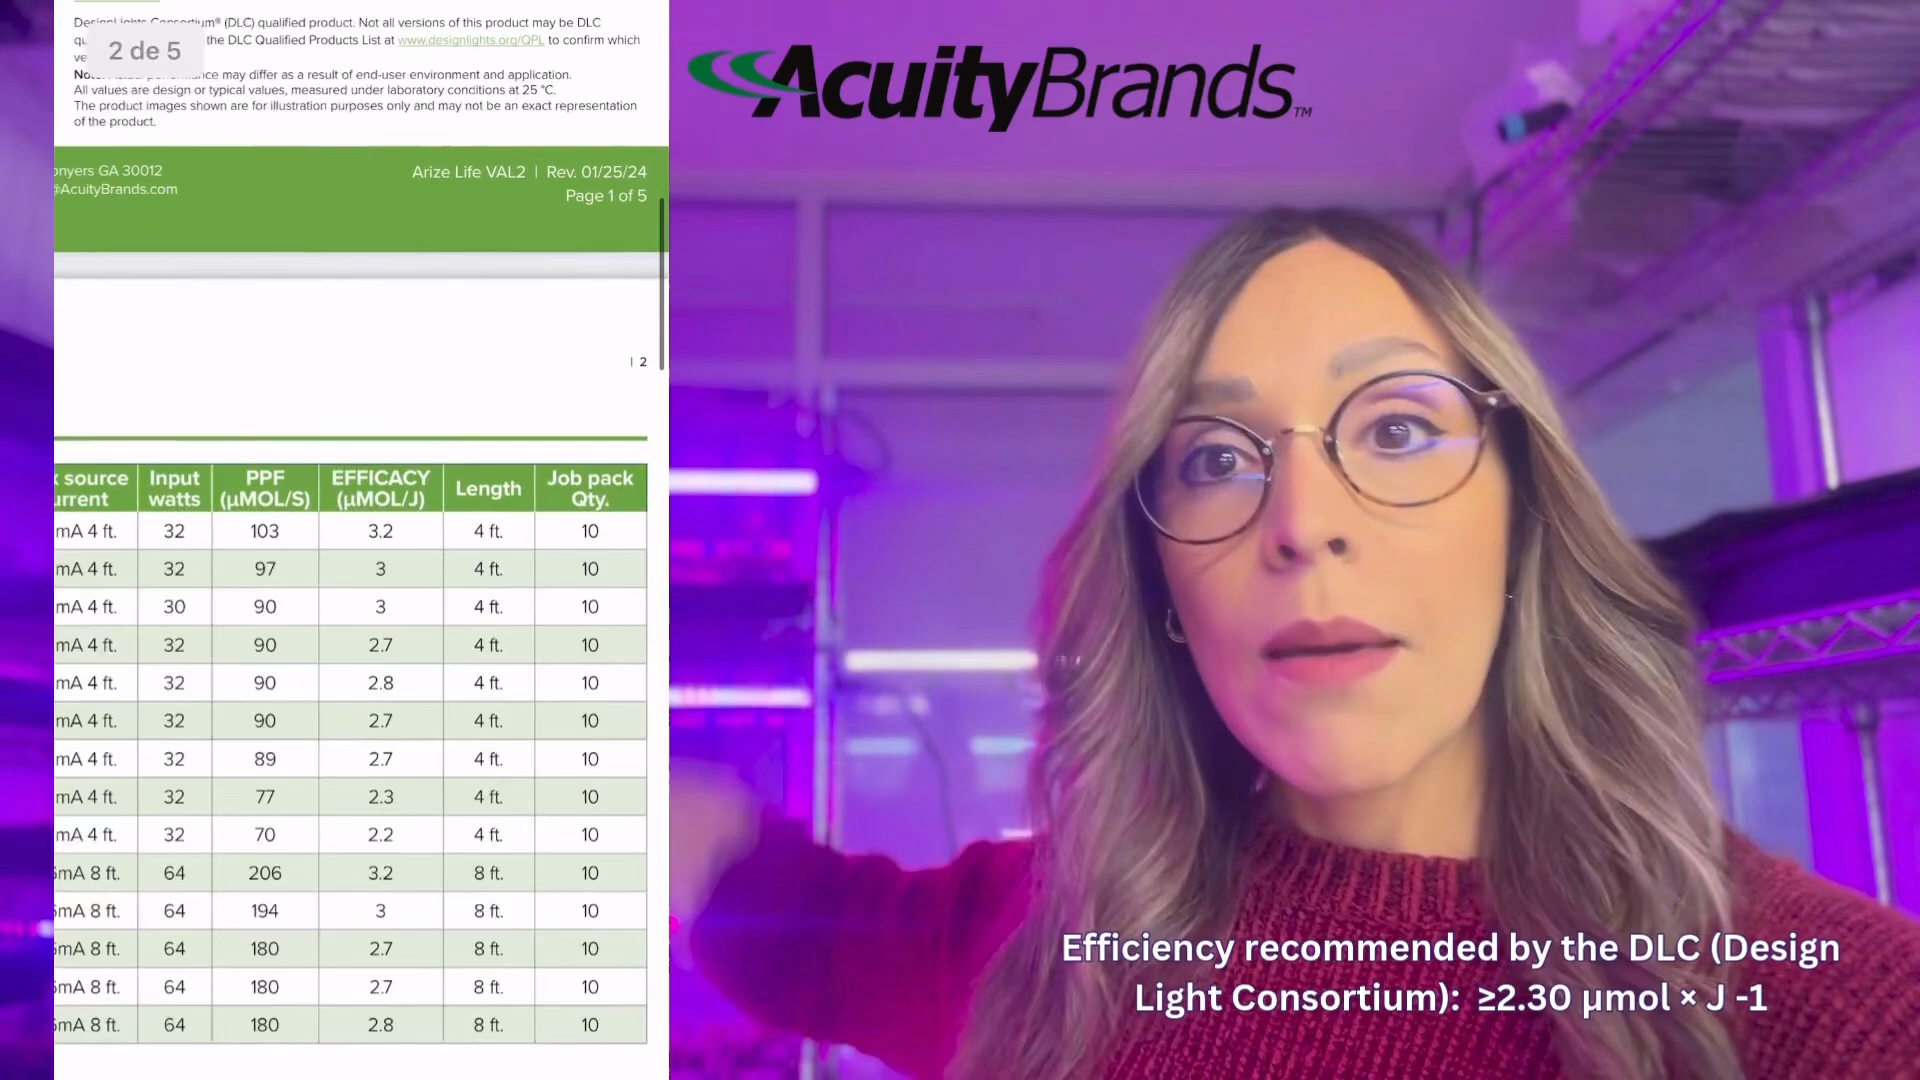 DesignLights Consortium® (DLC) qualified product. Not all versions of this product may be DLC
the DLC Qualified Products List at www.designlights.org/QPL to confirm which
2 de 5
Note: Actual performance may differ as a result of end-user environment and application.
All values are design or typical values, measured under laboratory conditions at 25 °C.
The product images shown are for illustration purposes only and may not be an exact representation
of the product.
onyers GA 30012
@AcuityBrands.com
Arize Life VAL2 | Rev. 01/25/24
Page 1 of 5
| 2
source Input PPF EFFICACY Length Job pack
urrent watts (µMOL/S) (µMOL/J) Qty.
mA 4 ft. 32 103 3.2 4 ft. 10
mA 4 ft. 32 97 3 4 ft. 10
mA 4 ft. 30 90 3 4 ft. 10
mA 4 ft. 32 90 2.7 4 ft. 10
mA 4 ft. 32 90 2.8 4 ft. 10
mA 4 ft. 32 90 2.7 4 ft. 10
mA 4 ft. 32 89 2.7 4 ft. 10
mA 4 ft. 32 77 2.3 4 ft. 10
mA 4 ft. 32 70 2.2 4 ft. 10
mA 8 ft. 64 206 3.2 8 ft. 10
mA 8 ft. 64 194 3 8 ft. 10
mA 8 ft. 64 180 2.7 8 ft. 10
mA 8 ft. 64 180 2.7 8 ft. 10
mA 8 ft. 64 180 2.8 8 ft. 10
AcuityBrands™
Efficiency recommended by the DLC (Design
Light Consortium): ≥2.30 µmol × J -1